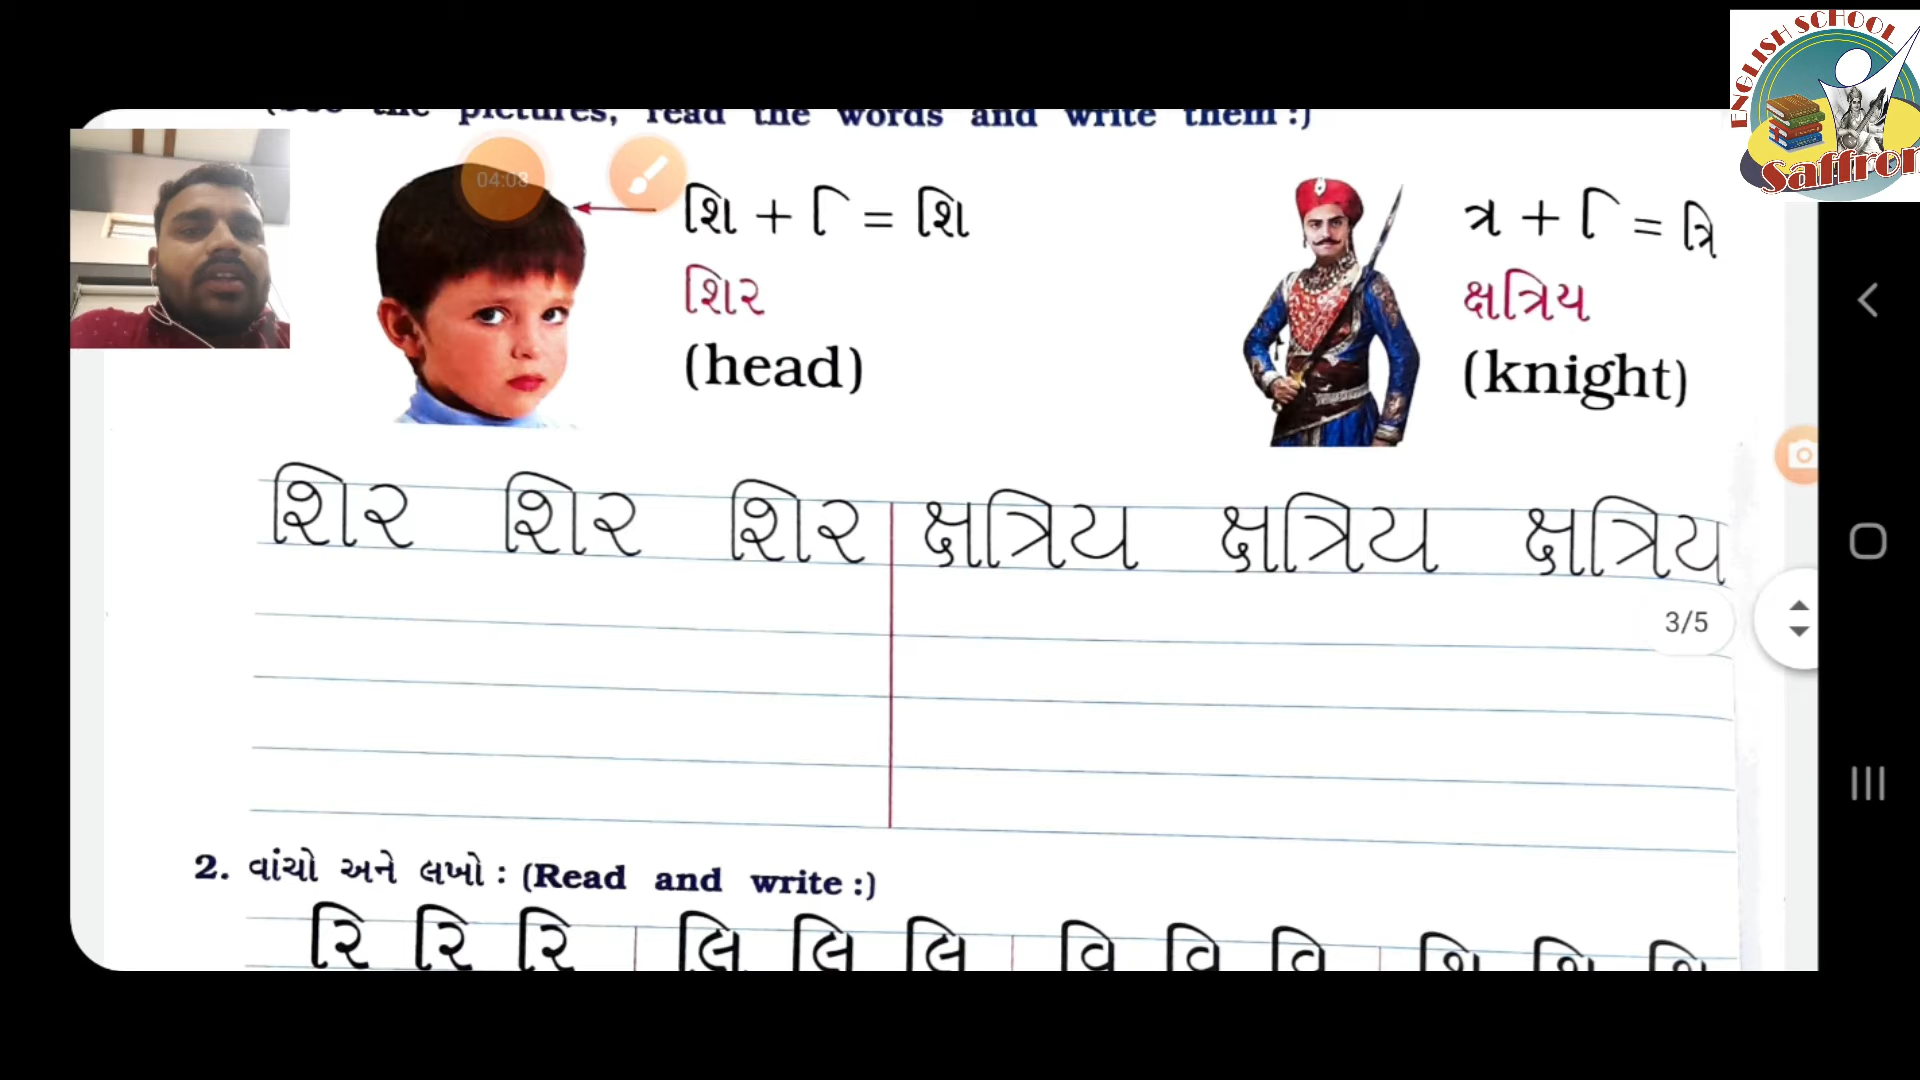 ENGLISH SCHOOL
Saffron
the pictures, read the words and write them :)
04:08
શિ + િ = શિ
શિર
(head)
ત્ર + િ = ત્રિ
ક્ષત્રિય
(knight)
શિર શિર શિર ક્ષત્રિય ક્ષત્રિય ક્ષત્રિય
3/5
2. વાંચો અને લખો : (Read and write :)
રિ રિ રિ લિ લિ લિ વિ વિ વિ શિ શિ શિ